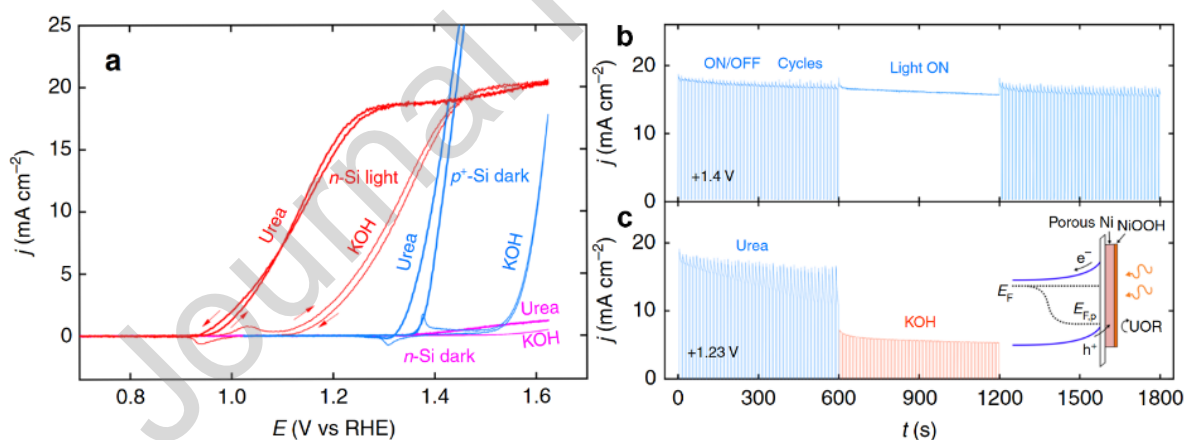 a
25
20
15
10
5
0
j (mA cm⁻²)
n-Si light
p⁺-Si dark
Urea
KOH
Urea
KOH
Urea
KOH
n-Si dark
0.8
1.0
1.2
1.4
1.6
E (V vs RHE)
Journal
b
ON/OFF Cycles
Light ON
20
10
0
j (mA cm⁻²)
+1.4 V
c
Urea
KOH
20
10
0
j (mA cm⁻²)
+1.23 V
Porous Ni
NiOOH
e⁻
E_F
E_F,p
UOR
h⁺
0
300
600
900
1200
1500
1800
t (s)